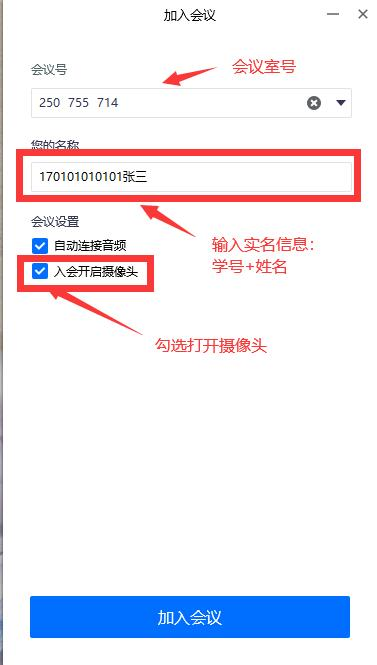 加入会议
会议号
会议室号
250 755 714
您的名称
170101010101张三
会议设置
自动连接音频
输入实名信息：
学号+姓名
入会开启摄像头
勾选打开摄像头
加入会议